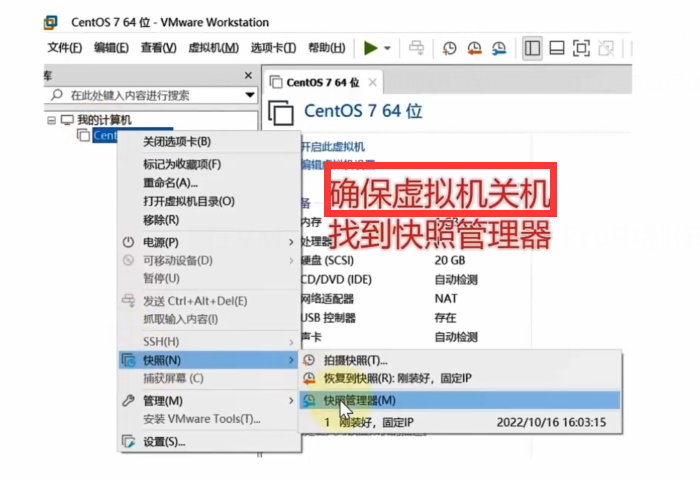 CentOS 7 64 位 - VMware Workstation
文件(F) 编辑(E) 查看(V) 虚拟机(M) 选项卡(T) 帮助(H)
库
在此处键入内容进行搜索
我的计算机
Cent
CentOS 7 64 位
CentOS 7 64 位
开启此虚拟机
编辑虚拟机设置
确保虚拟机关机
找到快照管理器
备
内存
处理器
硬盘 (SCSI) 20 GB
CD/DVD (IDE) 自动检测
网络适配器 NAT
USB 控制器 存在
声卡 自动检测
关闭选项卡(B)
标记为收藏项(F)
重命名(A)...
打开虚拟机目录(O)
移除(R)
电源(P)
可移动设备(D)
暂停(U)
发送 Ctrl+Alt+Del(E)
抓取输入内容(I)
SSH(H)
快照(N)
捕获屏幕 (C)
管理(M)
安装 VMware Tools(T)...
设置(S)...
拍摄快照(T)...
恢复到快照(R): 刚装好，固定IP
快照管理器(M)
1 刚装好，固定IP 2022/10/16 16:03:15